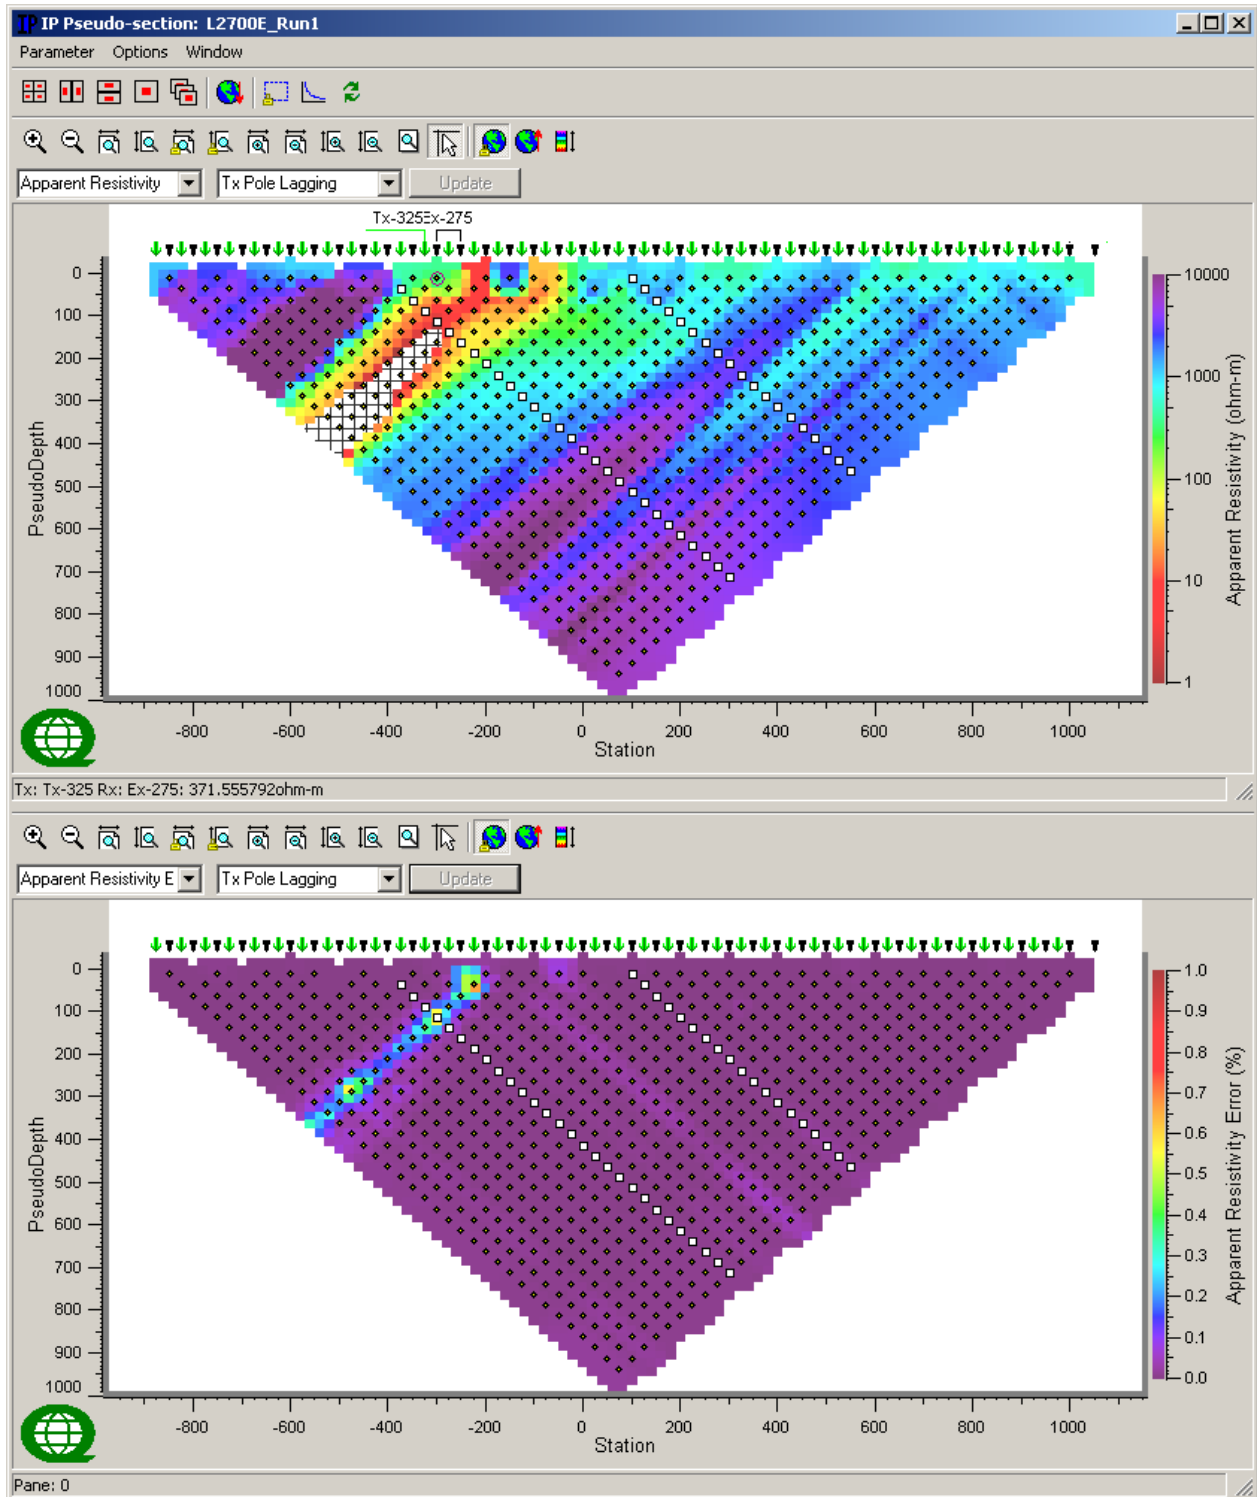 IP IP Pseudo-section: L2700E_Run1
Parameter Options Window
Apparent Resistivity Tx Pole Lagging Update
Tx-325 Ex-275
0
100
200
300
400
500
600
700
800
900
1000
PseudoDepth
-800 -600 -400 -200 0 200 400 600 800 1000
Station
10000
1000
100
10
1
Apparent Resistivity (ohm-m)
Tx: Tx-325 Rx: Ex-275: 371.555792ohm-m
Apparent Resistivity E Tx Pole Lagging Update
0
100
200
300
400
500
600
700
800
900
1000
PseudoDepth
-800 -600 -400 -200 0 200 400 600 800 1000
Station
1.0
0.9
0.8
0.7
0.6
0.5
0.4
0.3
0.2
0.1
0.0
Apparent Resistivity Error (%)
Pane: 0